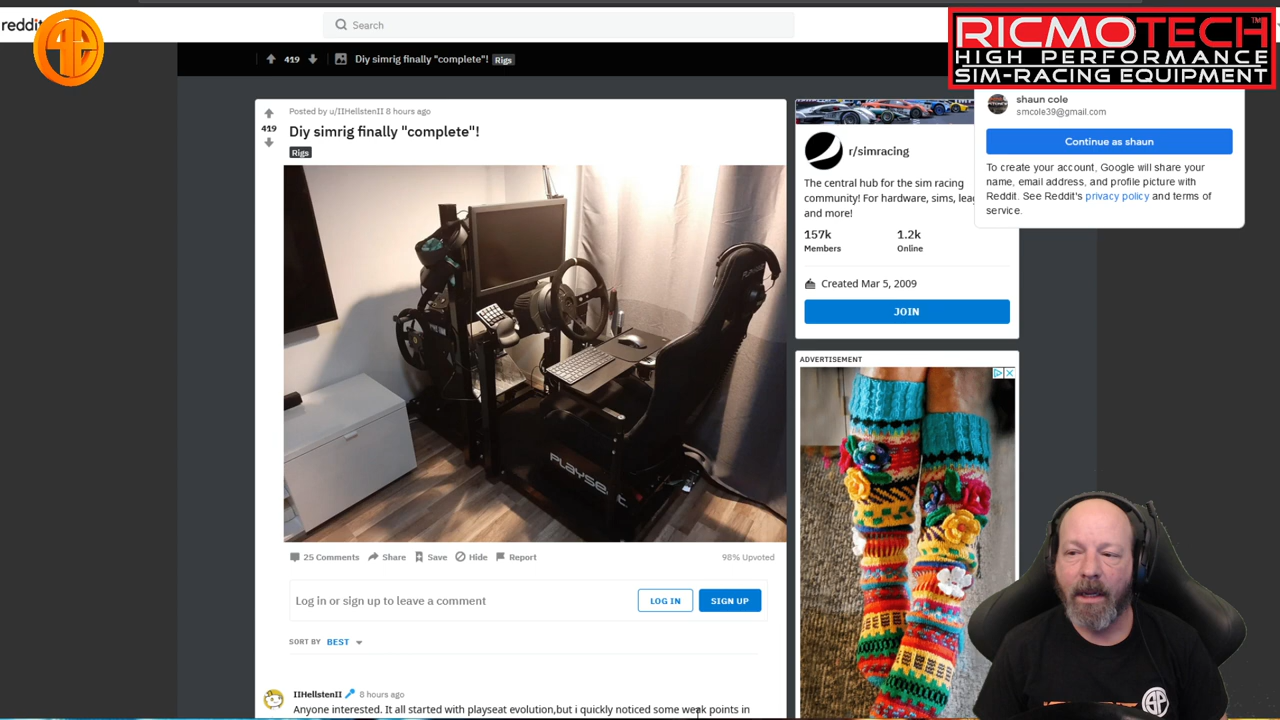 reddit
Search
RICMOTECH™
HIGH PERFORMANCE
SIM-RACING EQUIPMENT
419
Diy simrig finally "complete"!
Rigs
shaun cole
smcole39@gmail.com
Continue as shaun
To create your account, Google will share your
name, email address, and profile picture with
Reddit. See Reddit's privacy policy and terms of
service.
Posted by u/IIHellstenII 8 hours ago
419
Diy simrig finally "complete"!
Rigs
PLAYSEAT
r/simracing
The central hub for the sim racing
community! For hardware, sims,
and more!
157k
1.2k
Members
Online
Created Mar 5, 2009
JOIN
ADVERTISEMENT
25 Comments
Share
Save
Hide
Report
98% Upvoted
Log in or sign up to leave a comment
LOG IN
SIGN UP
SORT BY BEST
IIHellstenII
8 hours ago
Anyone interested. It all started with playseat evolution,but i quickly noticed some weak points in